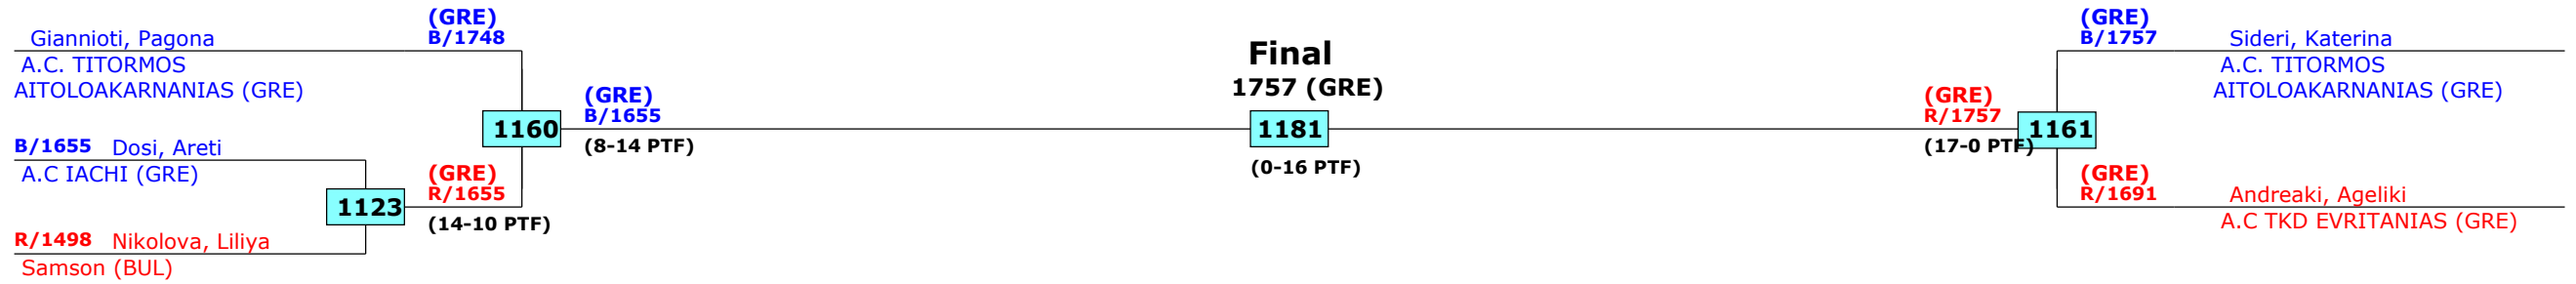 Giannioti, Pagona
(GRE)
B/1748
A.C. TITORMOS
AITOLOAKARNANIAS (GRE)
B/1655 Dosi, Areti
A.C IACHI (GRE)
1123
R/1498 Nikolova, Liliya
Samson (BUL)
(GRE)
R/1655
(14-10 PTF)
1160
(GRE)
B/1655
(8-14 PTF)
Final
1757 (GRE)
1181
(0-16 PTF)
(GRE)
R/1757
(17-0 PTF)
1161
(GRE)
B/1757
Sideri, Katerina
A.C. TITORMOS
AITOLOAKARNANIAS (GRE)
(GRE)
R/1691
Andreaki, Ageliki
A.C TKD EVRITANIAS (GRE)